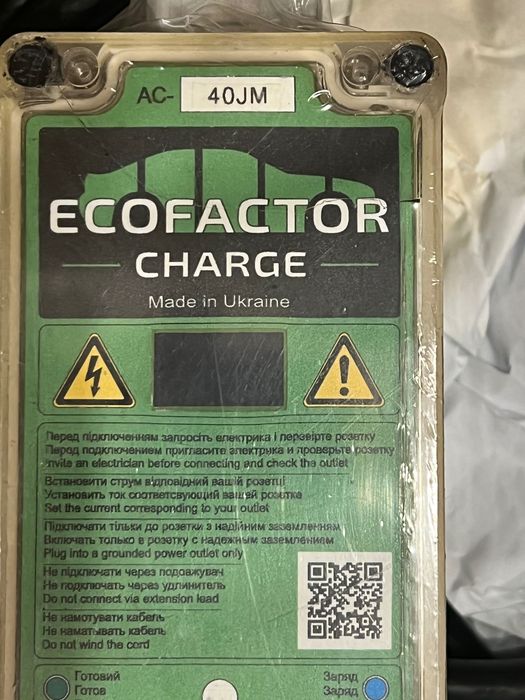 AC- 40JM
ECOFACTOR
CHARGE
Made in Ukraine
Перед підключенням запросіть електрика і перевірте розетку
Перед подключением пригласите электрика и проверьте розетку
Invite an electrician before connecting and check the outlet
Встановити струм відповідний вашій розетці
Установить ток соответсвующий вашей розетке
Set the current corresponding to your outlet
Підключати тільки до розетки з надійним заземленням
Включать только в розетку с надежным заземлением
Plug into a grounded power outlet only
Не підключати через подовжувач
Не подключать через удлинитель
Do not connect via extension lead
Не намотувати кабель
Не наматывать кабель
Do not wind the cord
Готовий Заряд
Готов Заряд